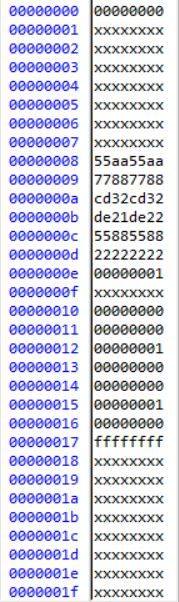 00000000 00000000
00000001 xxxxxxxx
00000002 xxxxxxxx
00000003 xxxxxxxx
00000004 xxxxxxxx
00000005 xxxxxxxx
00000006 xxxxxxxx
00000007 xxxxxxxx
00000008 55aa55aa
00000009 77887788
0000000a cd32cd32
0000000b de21de22
0000000c 55885588
0000000d 22222222
0000000e 00000001
0000000f xxxxxxxx
00000010 00000000
00000011 00000000
00000012 00000001
00000013 00000000
00000014 00000000
00000015 00000001
00000016 00000000
00000017 ffffffff
00000018 xxxxxxxx
00000019 xxxxxxxx
0000001a xxxxxxxx
0000001b xxxxxxxx
0000001c xxxxxxxx
0000001d xxxxxxxx
0000001e xxxxxxxx
0000001f xxxxxxxx